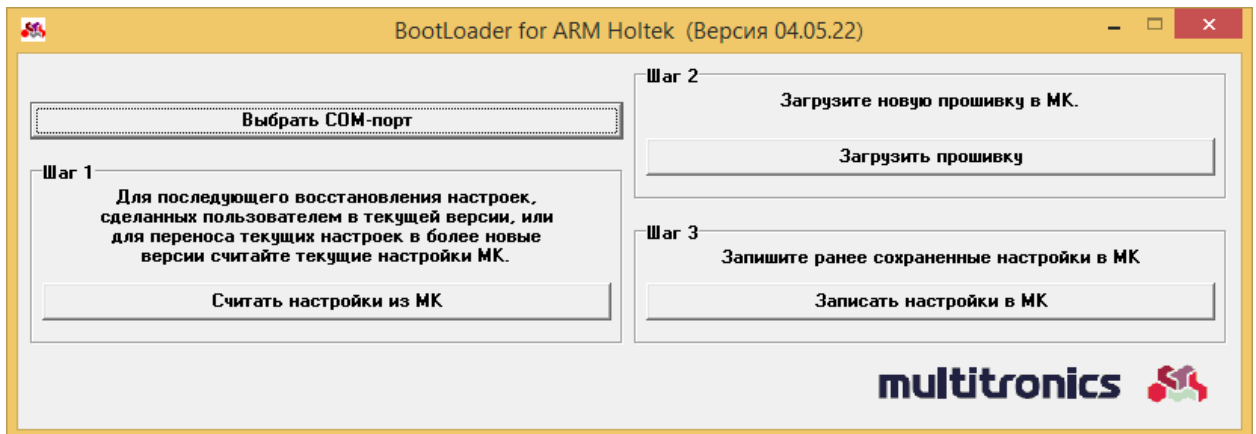 BootLoader for ARM Holtek (Версия 04.05.22)
Выбрать COM-порт
Шаг 1
Для последующего восстановления настроек,
сделанных пользователем в текущей версии, или
для переноса текущих настроек в более новые
версии считайте текущие настройки МК.
Считать настройки из МК
Шаг 2
Загрузите новую прошивку в МК.
Загрузить прошивку
Шаг 3
Запишите ранее сохраненные настройки в МК
Записать настройки в МК
multitronics